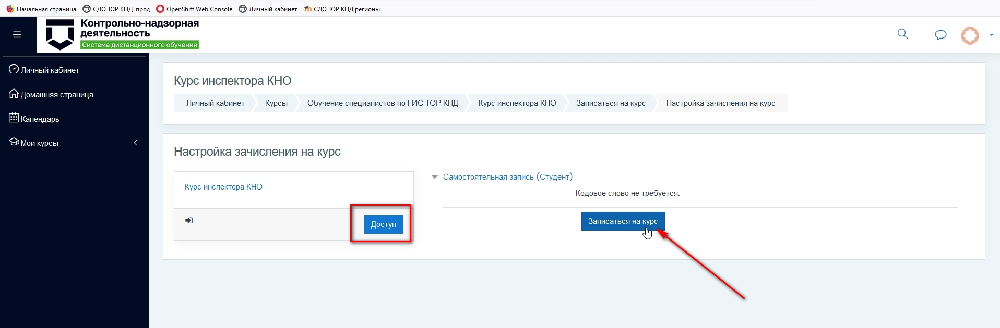 Начальная страница СДО ТОР КНД прод OpenShift Web Console Личный кабинет СДО ТОР КНД регионы
Контрольно-надзорная
деятельность
Система дистанционного обучения
Личный кабинет
Домашняя страница
Календарь
Мои курсы
Курс инспектора КНО
Личный кабинет Курсы Обучение специалистов по ГИС ТОР КНД Курс инспектора КНО Записаться на курс Настройка зачисления на курс
Настройка зачисления на курс
Курс инспектора КНО
Доступ
Самостоятельная запись (Студент)
Кодовое слово не требуется.
Записаться на курс